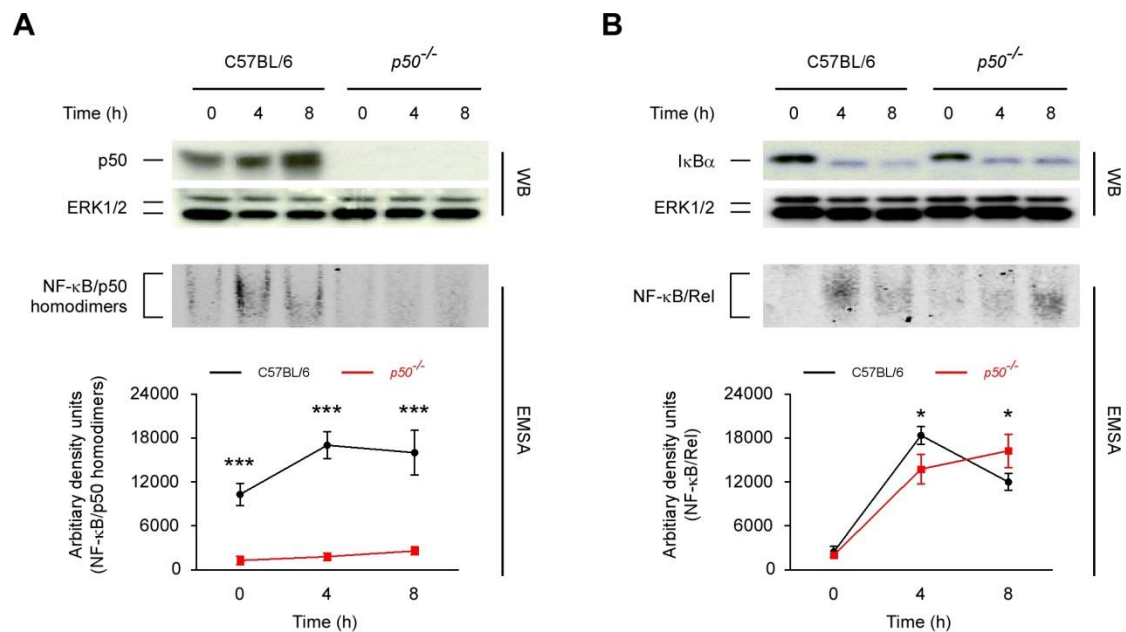 A
C57BL/6 p50-/-
Time (h) 0 4 8 0 4 8
p50
ERK1/2
WB
NF-κB/p50
homodimers
C57BL/6 p50-/-
Arbitiary density units
(NF-κB/p50 homodimers)
24000
18000
12000
6000
0
*** *** ***
0 4 8
Time (h)
EMSA
B
C57BL/6 p50-/-
Time (h) 0 4 8 0 4 8
IκBα
ERK1/2
WB
NF-κB/Rel
C57BL/6 p50-/-
Arbitiary density units
(NF-κB/Rel)
24000
18000
12000
6000
0
* *
0 4 8
Time (h)
EMSA